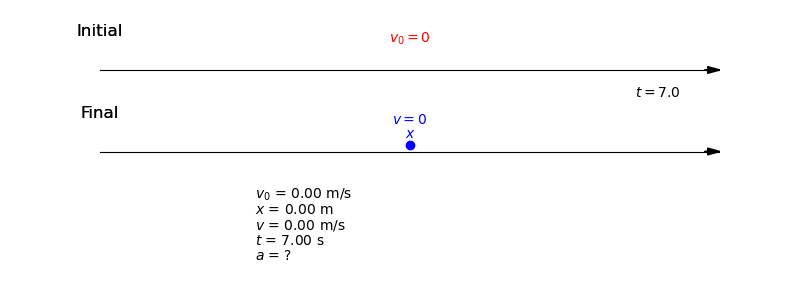 Initial
v₀ = 0
t = 7.0
Final
v = 0
x
v₀ = 0.00 m/s
x = 0.00 m
v = 0.00 m/s
t = 7.00 s
a = ?